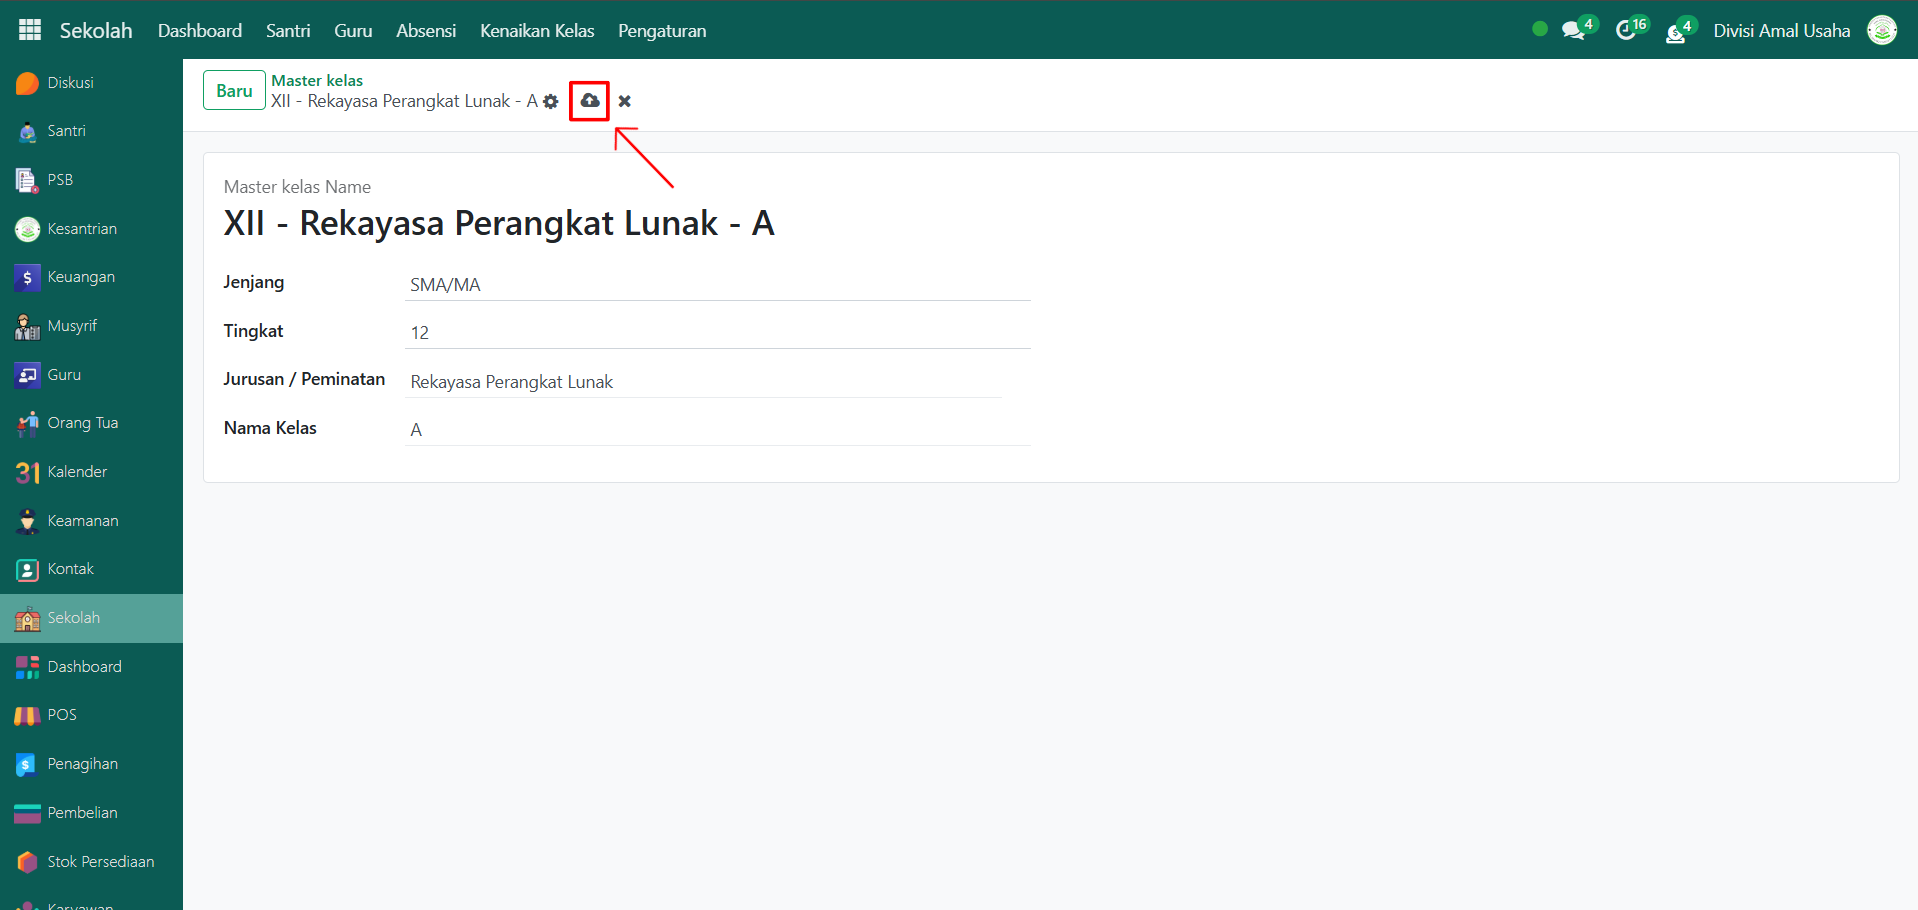 Sekolah Dashboard Santri Guru Absensi Kenaikan Kelas Pengaturan 4 16 4 Divisi Amal Usaha
Diskusi
Santri
PSB
Kesantrian
Keuangan
Musyrif
Guru
Orang Tua
Kalender
Keamanan
Kontak
Sekolah
Dashboard
POS
Penagihan
Pembelian
Stok Persediaan
Karyawan
Baru
Master kelas
XII - Rekayasa Perangkat Lunak - A
Master kelas Name
XII - Rekayasa Perangkat Lunak - A
Jenjang SMA/MA
Tingkat 12
Jurusan / Peminatan Rekayasa Perangkat Lunak
Nama Kelas A